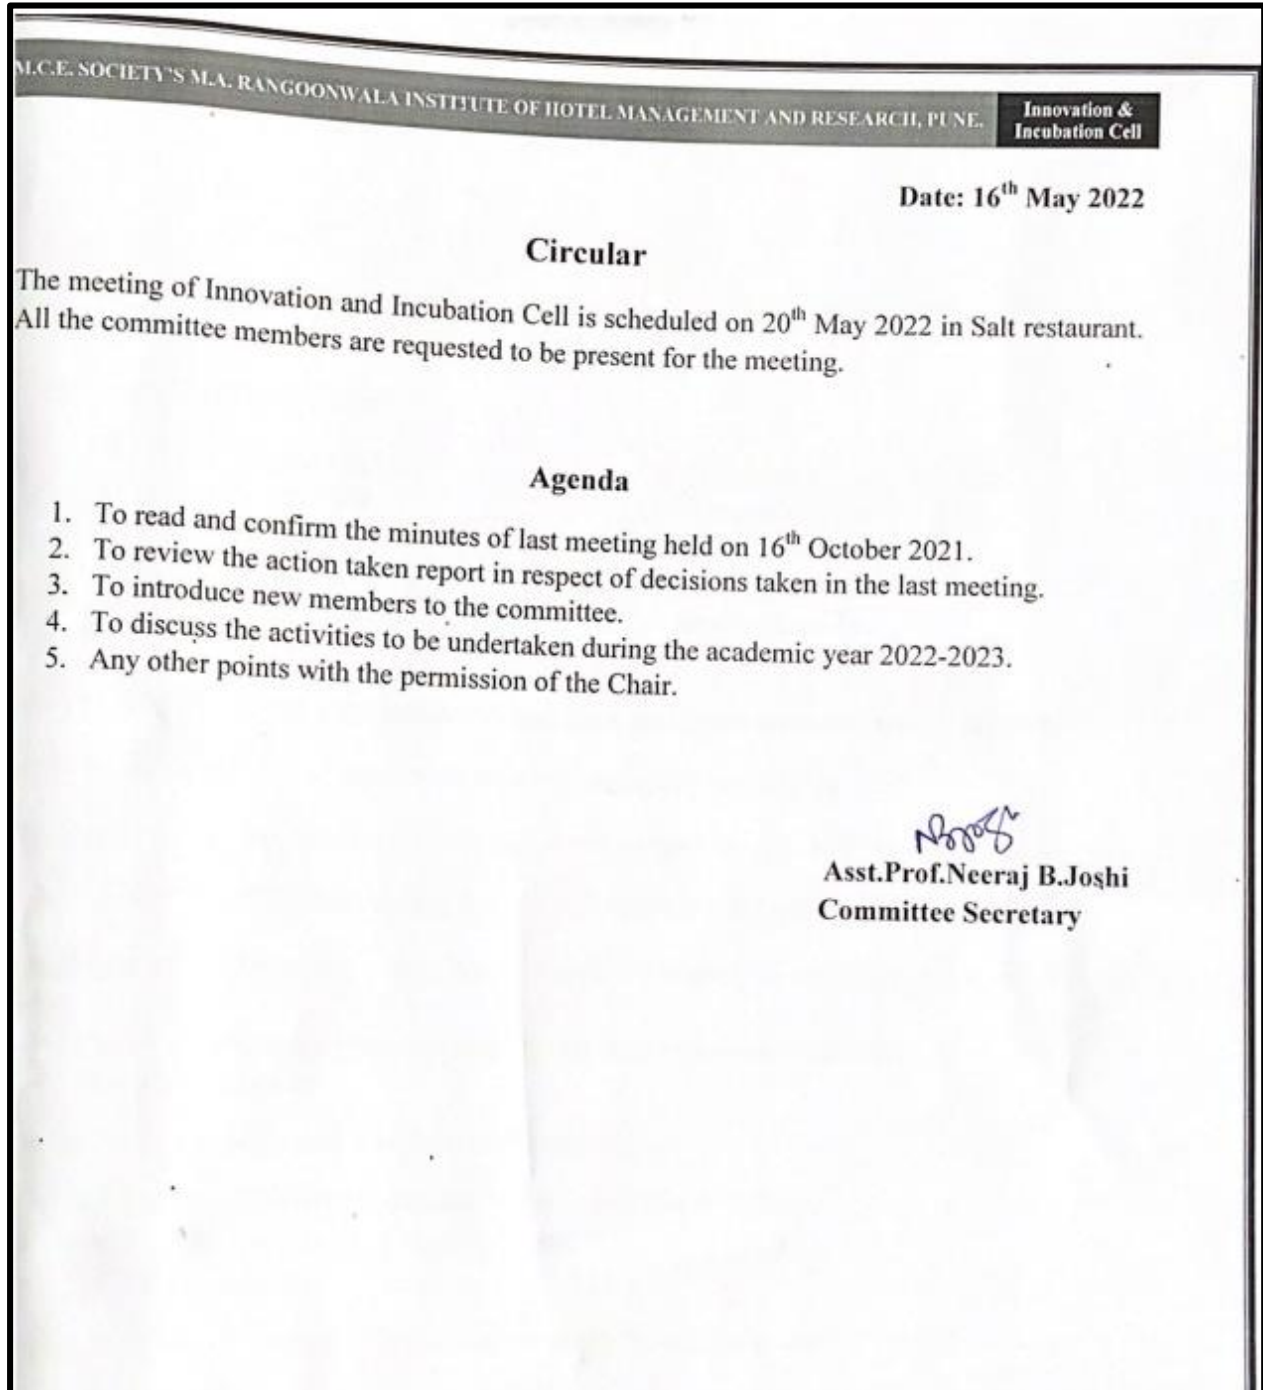 M.C.E. SOCIETY'S M.A. RANGOONWALA INSTITUTE OF HOTEL MANAGEMENT AND RESEARCH, PUNE.
Innovation &
Incubation Cell
Date: 16th May 2022
Circular
The meeting of Innovation and Incubation Cell is scheduled on 20th May 2022 in Salt restaurant.
All the committee members are requested to be present for the meeting.
Agenda
1. To read and confirm the minutes of last meeting held on 16th October 2021.
2. To review the action taken report in respect of decisions taken in the last meeting.
3. To introduce new members to the committee.
4. To discuss the activities to be undertaken during the academic year 2022-2023.
5. Any other points with the permission of the Chair.
Asst.Prof.Neeraj B.Joshi
Committee Secretary